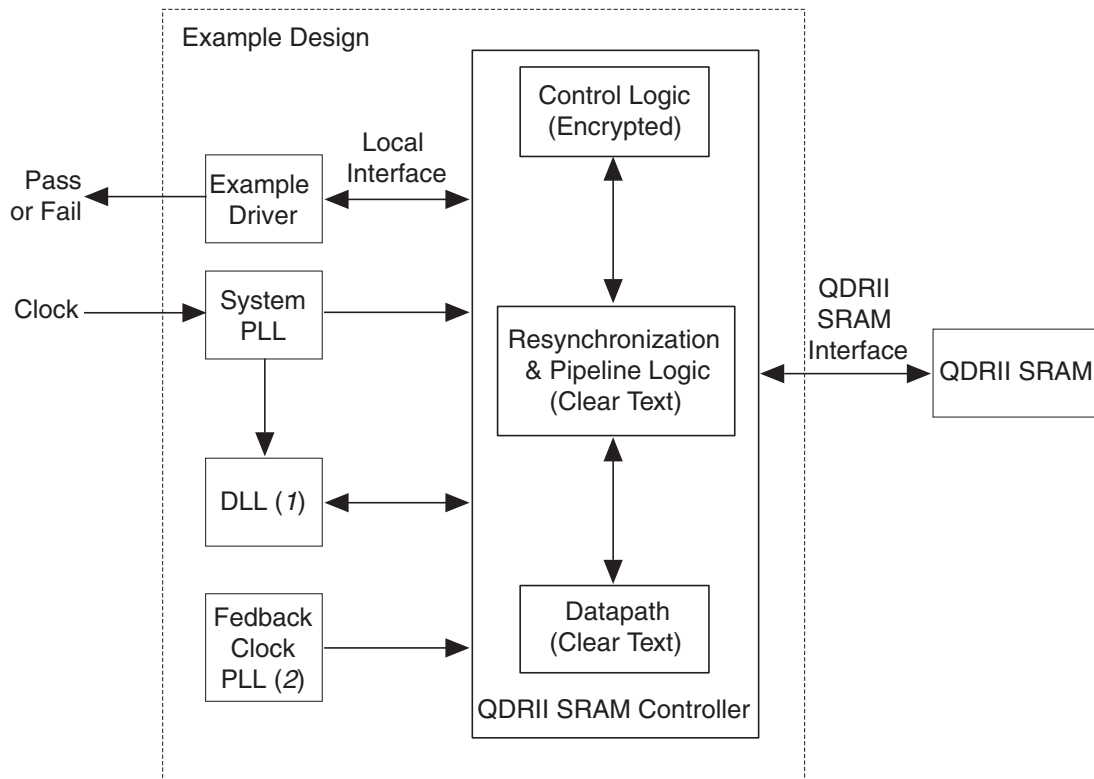 Example Design
Control Logic
(Encrypted)
Local
Interface
Pass
or Fail
Example
Driver
Clock
System
PLL
Resynchronization
& Pipeline Logic
(Clear Text)
QDRII
SRAM
Interface
QDRII SRAM
DLL (1)
Fedback
Clock
PLL (2)
Datapath
(Clear Text)
QDRII SRAM Controller